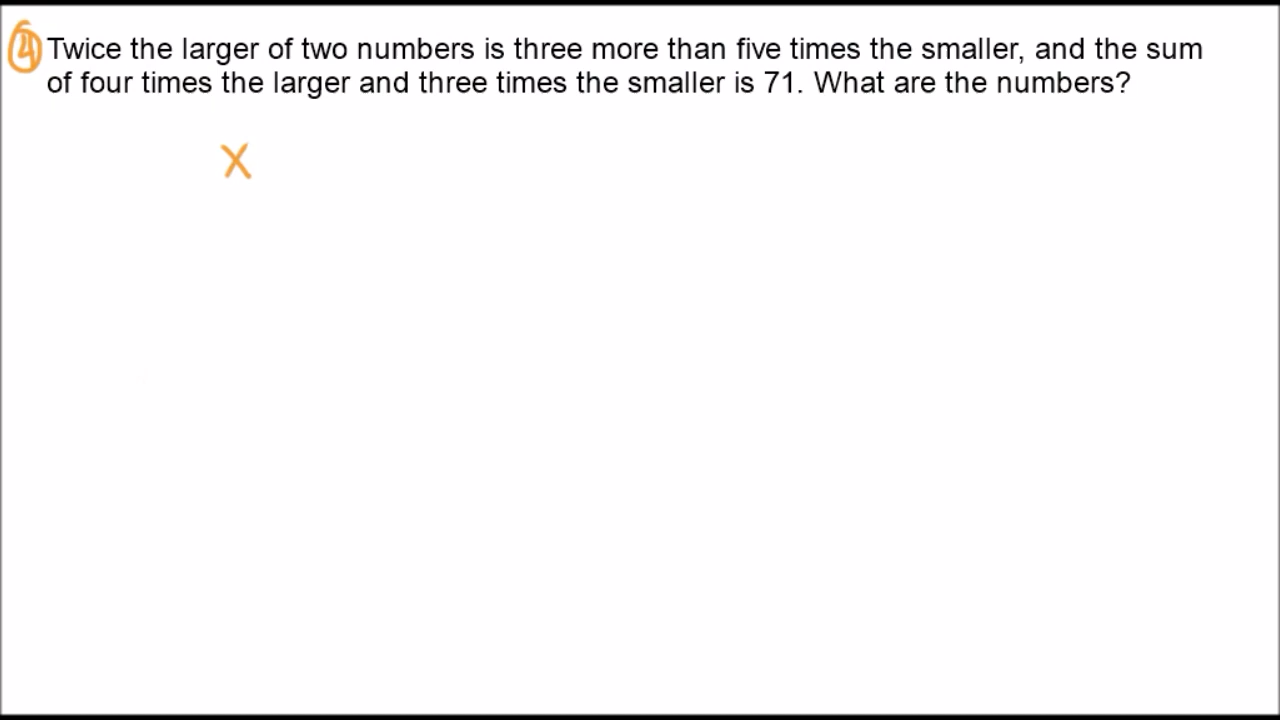 ④ Twice the larger of two numbers is three more than five times the smaller, and the sum
of four times the larger and three times the smaller is 71. What are the numbers?
x